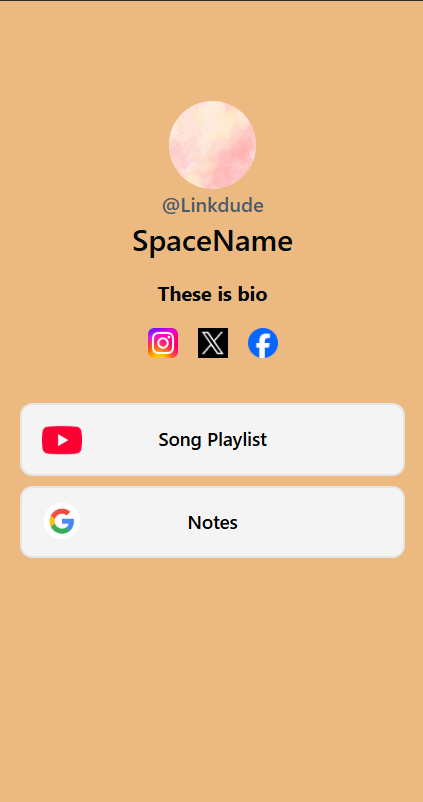 @Linkdude
SpaceName
These is bio
Song Playlist
Notes